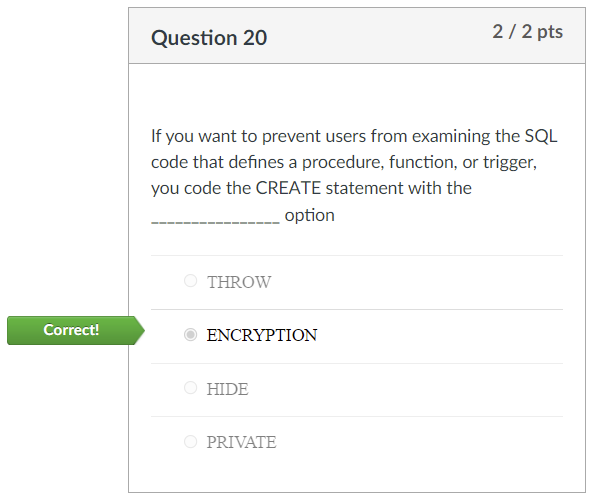 Question 20
2 / 2 pts
If you want to prevent users from examining the SQL
code that defines a procedure, function, or trigger,
you code the CREATE statement with the
________________ option
THROW
Correct!
ENCRYPTION
HIDE
PRIVATE